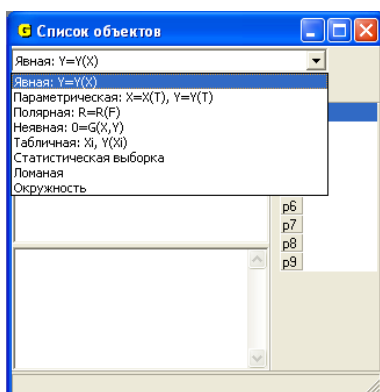 G Список объектов
Явная: Y=Y(X)
Явная: Y=Y(X)
Параметрическая: X=X(T), Y=Y(T)
Полярная: R=R(F)
Неявная: 0=G(X,Y)
Табличная: Xi, Y(Xi)
Статистическая выборка
Ломаная
Окружность
p6
p7
p8
p9